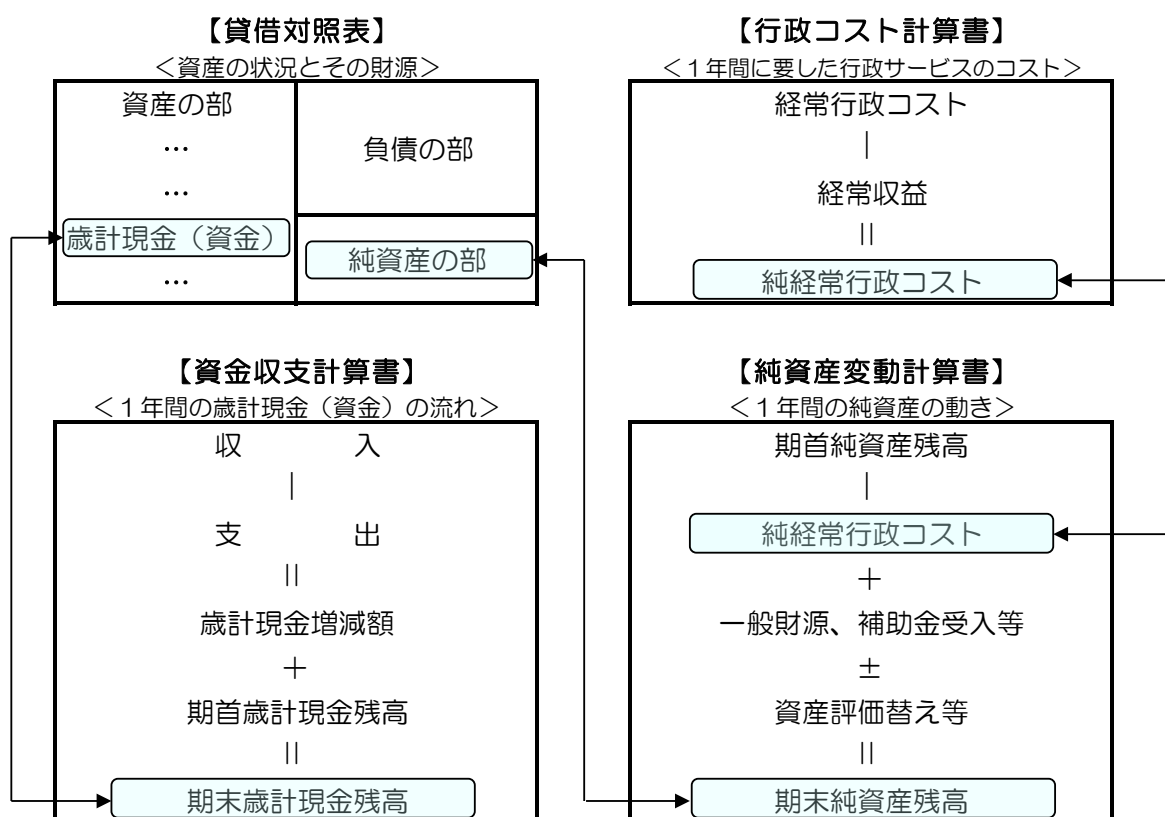 【貸借対照表】
＜資産の状況とその財源＞
資産の部
…
…
歳計現金（資金）
…
負債の部
純資産の部
【行政コスト計算書】
＜１年間に要した行政サービスのコスト＞
経常行政コスト
｜
経常収益
||
純経常行政コスト
【資金収支計算書】
＜１年間の歳計現金（資金）の流れ＞
収　入
｜
支　出
||
歳計現金増減額
＋
期首歳計現金残高
||
期末歳計現金残高
【純資産変動計算書】
＜１年間の純資産の動き＞
期首純資産残高
｜
純経常行政コスト
＋
一般財源、補助金受入等
±
資産評価替え等
||
期末純資産残高